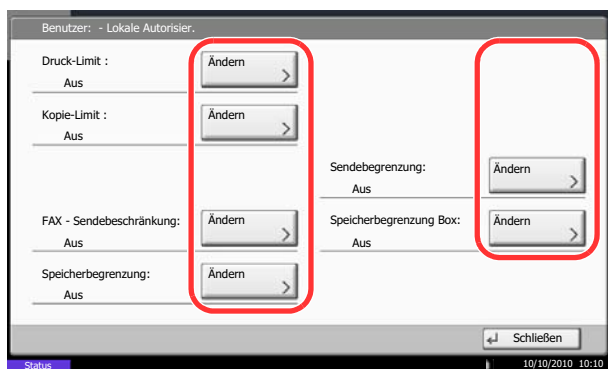 Benutzer: - Lokale Autorisier.
Druck-Limit :
Aus
Ändern
Kopie-Limit :
Aus
Ändern
Sendebegrenzung:
Aus
Ändern
FAX - Sendebeschränkung:
Aus
Ändern
Speicherbegrenzung Box:
Aus
Ändern
Speicherbegrenzung:
Aus
Ändern
Schließen
Status
10/10/2010 10:10